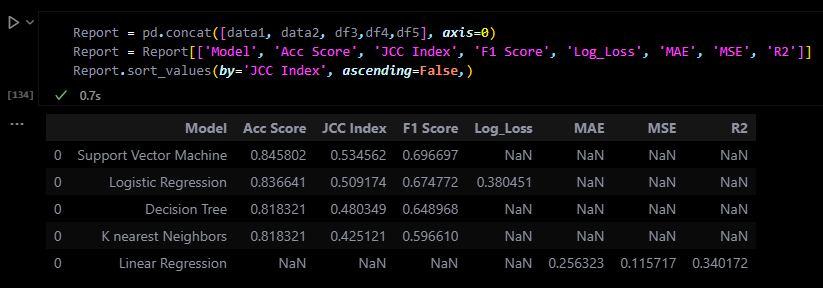 Report = pd.concat([data1, data2, df3,df4,df5], axis=0)
Report = Report[['Model', 'Acc Score', 'JCC Index', 'F1 Score', 'Log_Loss', 'MAE', 'MSE', 'R2']]
Report.sort_values(by='JCC Index', ascending=False,)
[134] ✓ 0.7s
...
Model Acc Score JCC Index F1 Score Log_Loss MAE MSE R2
0 Support Vector Machine 0.845802 0.534562 0.696697 NaN NaN NaN NaN
0 Logistic Regression 0.836641 0.509174 0.674772 0.380451 NaN NaN NaN
0 Decision Tree 0.818321 0.480349 0.648968 NaN NaN NaN NaN
0 K nearest Neighbors 0.818321 0.425121 0.596610 NaN NaN NaN NaN
0 Linear Regression NaN NaN NaN NaN 0.256323 0.115717 0.340172